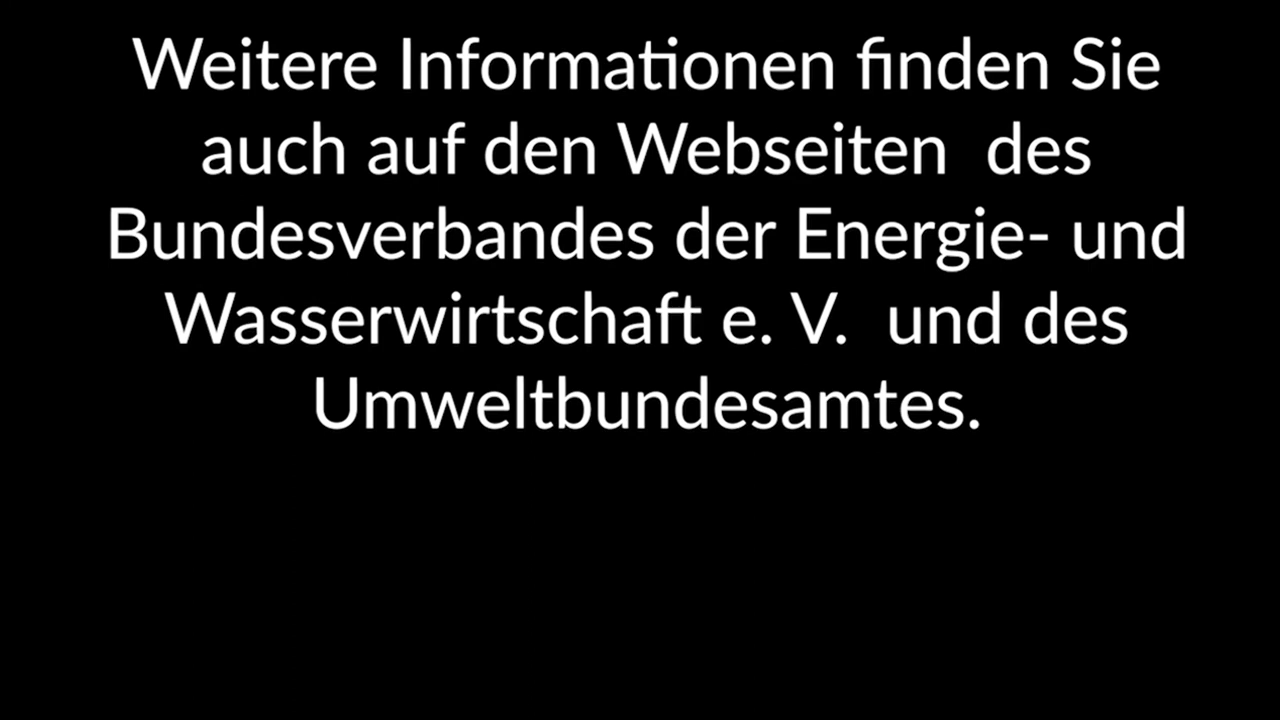 Weitere Informationen finden Sie
auch auf den Webseiten  des
Bundesverbandes der Energie- und
Wasserwirtschaft e. V.  und des
Umweltbundesamtes.